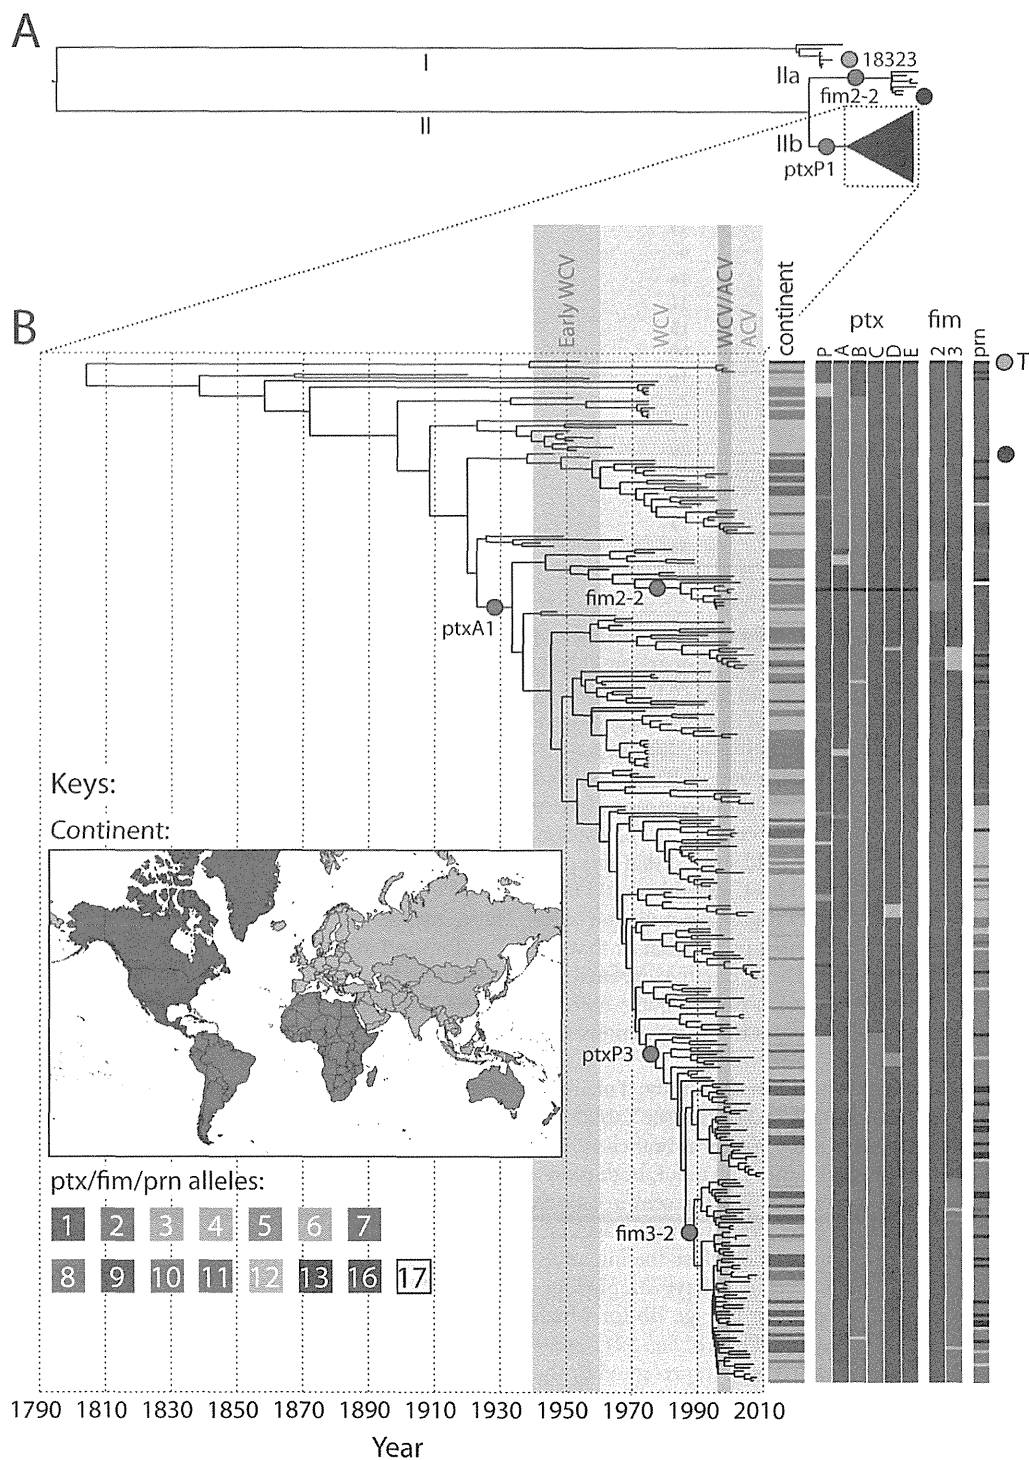 A
I
18323
IIa
fim2-2
II
IIb
ptxP1
B
Early WCV
WCV
WCV/ACV
ACV
continent
ptx
fim
P
A
B
C
D
E
2
3
prn
T
fim2-2
ptxA1
Keys:
Continent:
ptxP3
ptx/fim/prn alleles:
1 2 3 4 5 6 7
fim3-2
8 9 10 11 12 13 16 17
1790 1810 1830 1850 1870 1890 1910 1930 1950 1970 1990 2010
Year